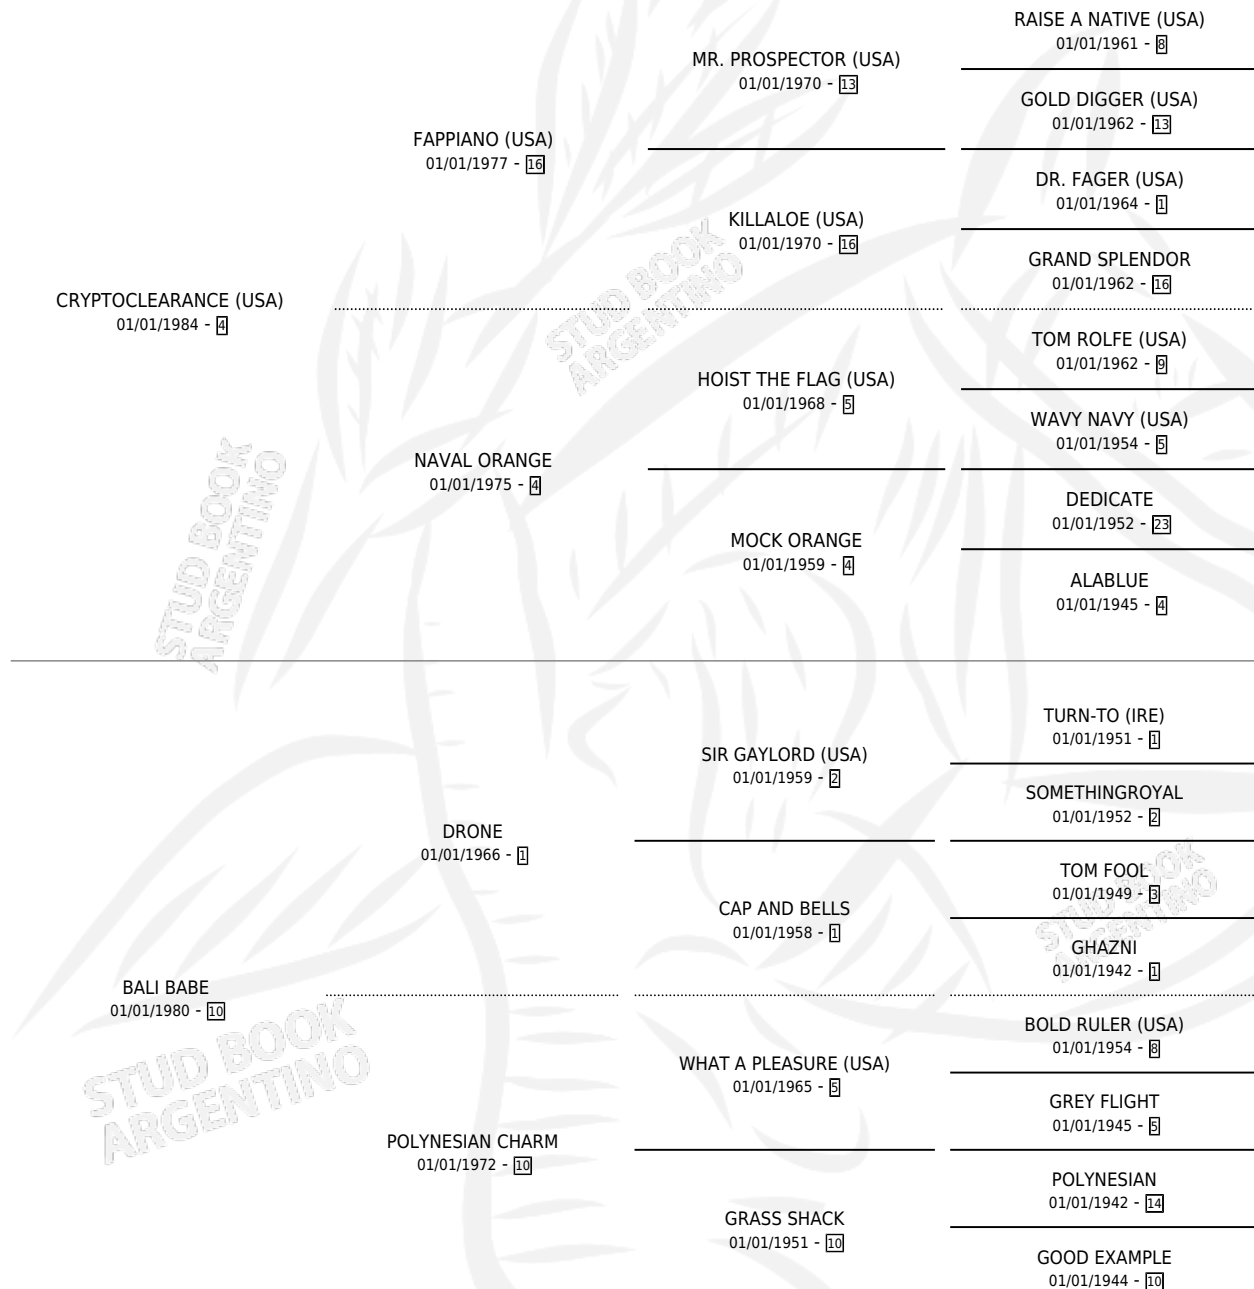 RAISE A NATIVE (USA)
01/01/1961 - 8
MR. PROSPECTOR (USA)
01/01/1970 - 13
GOLD DIGGER (USA)
01/01/1962 - 13
FAPPIANO (USA)
01/01/1977 - 16
DR. FAGER (USA)
01/01/1964 - 1
KILLALOE (USA)
01/01/1970 - 16
GRAND SPLENDOR
01/01/1962 - 16
CRYPTOCLEARANCE (USA)
01/01/1984 - 4
STUD BOOK
ARGENTINO
TOM ROLFE (USA)
01/01/1962 - 9
HOIST THE FLAG (USA)
01/01/1968 - 5
WAVY NAVY (USA)
01/01/1954 - 5
NAVAL ORANGE
01/01/1975 - 4
DEDICATE
01/01/1952 - 23
MOCK ORANGE
01/01/1959 - 4
ALABLUE
01/01/1945 - 4
STUD BOOK
ARGENTINO
TURN-TO (IRE)
01/01/1951 - 1
SIR GAYLORD (USA)
01/01/1959 - 2
SOMETHINGROYAL
01/01/1952 - 2
DRONE
01/01/1966 - 1
TOM FOOL
01/01/1949 - 3
CAP AND BELLS
01/01/1958 - 1
STUD BOOK
ARGENTINO
GHAZNI
01/01/1942 - 1
BALI BABE
01/01/1980 - 10
BOLD RULER (USA)
01/01/1954 - 8
WHAT A PLEASURE (USA)
01/01/1965 - 5
GREY FLIGHT
01/01/1945 - 5
STUD BOOK
ARGENTINO
POLYNESIAN CHARM
01/01/1972 - 10
POLYNESIAN
01/01/1942 - 14
GRASS SHACK
01/01/1951 - 10
GOOD EXAMPLE
01/01/1944 - 10